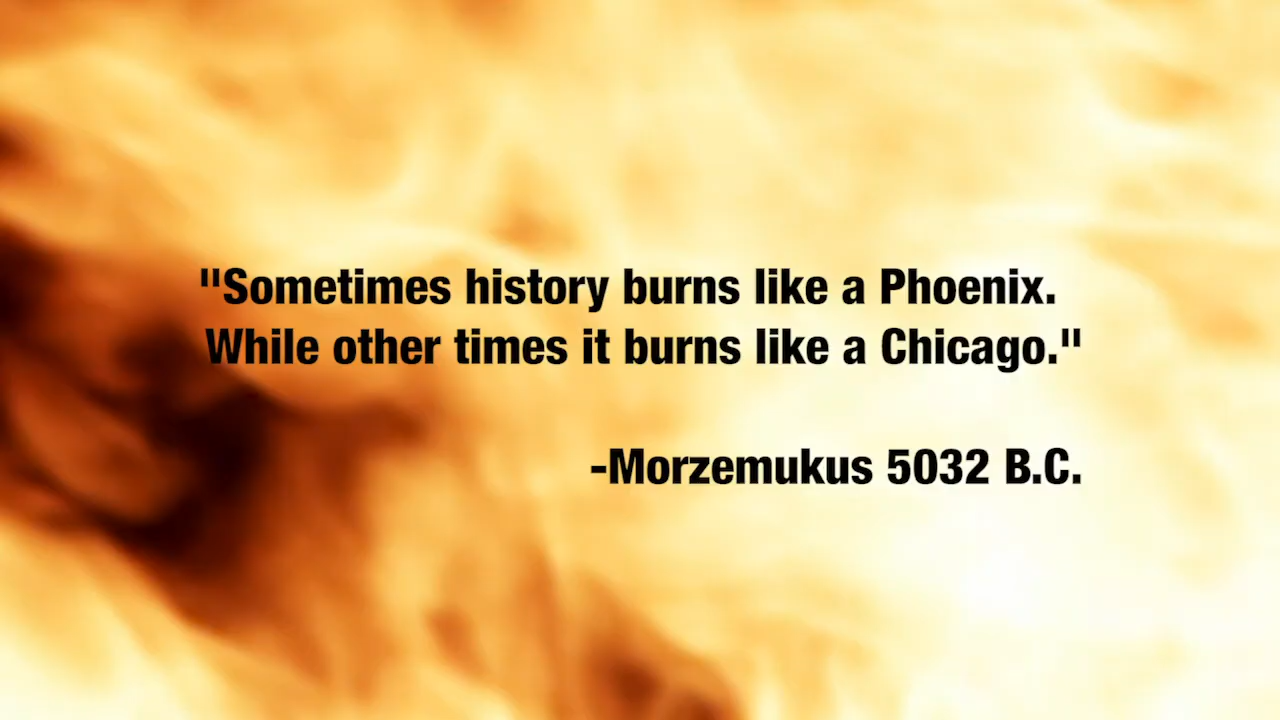 "Sometimes history burns like a Phoenix.
While other times it burns like a Chicago."
-Morzemukus 5032 B.C.